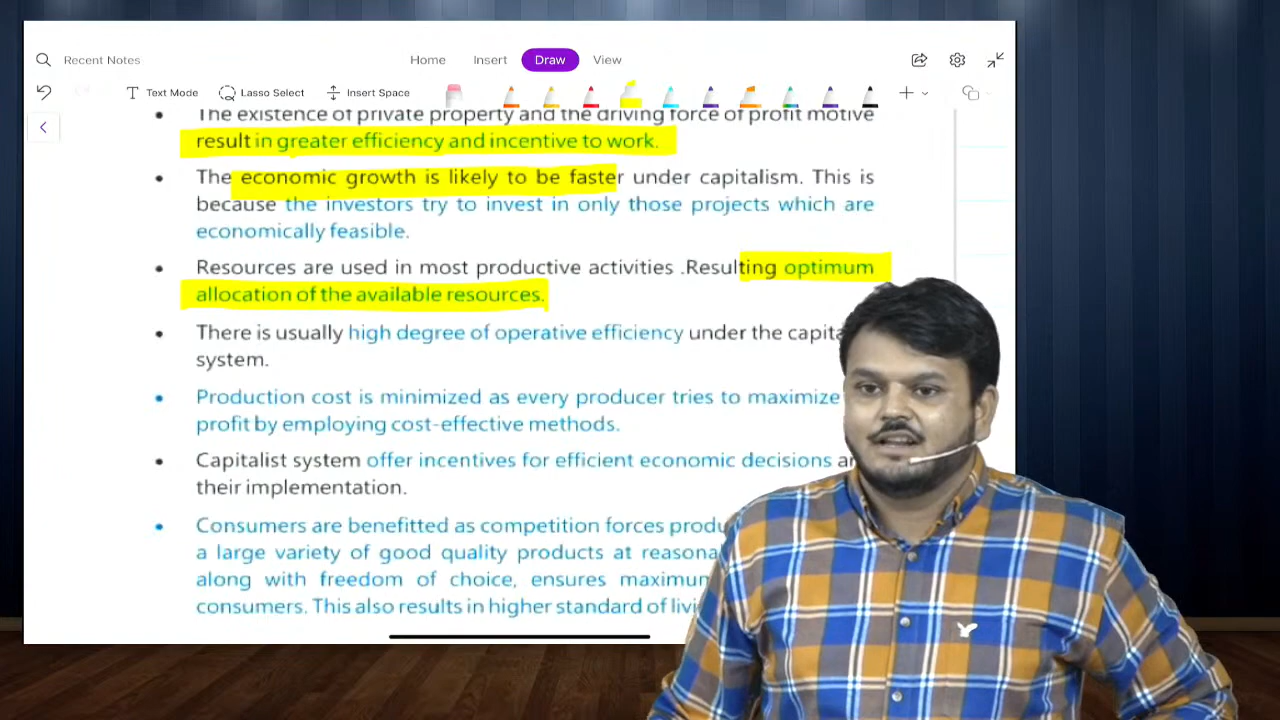 Recent Notes
Home Insert Draw View
Text Mode Lasso Select Insert Space
The existence of private property and the driving force of profit motive
result in greater efficiency and incentive to work.
The economic growth is likely to be faster under capitalism. This is
because the investors try to invest in only those projects which are
economically feasible.
Resources are used in most productive activities .Resulting optimum
allocation of the available resources.
There is usually high degree of operative efficiency under the
system.
Production cost is minimized as every producer tries to maximize
profit by employing cost-effective methods.
Capitalist system offer incentives for efficient economic decisions
their implementation.
Consumers are benefitted as competition forces
a large variety of good quality products at
along with freedom of choice, ensures
consumers. This also results in higher standard of